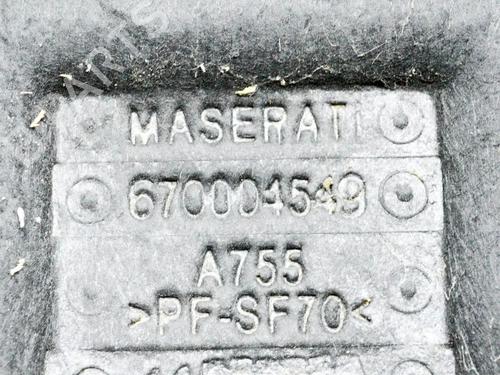 MASERATI
670004549
A755
>PF-SF70<